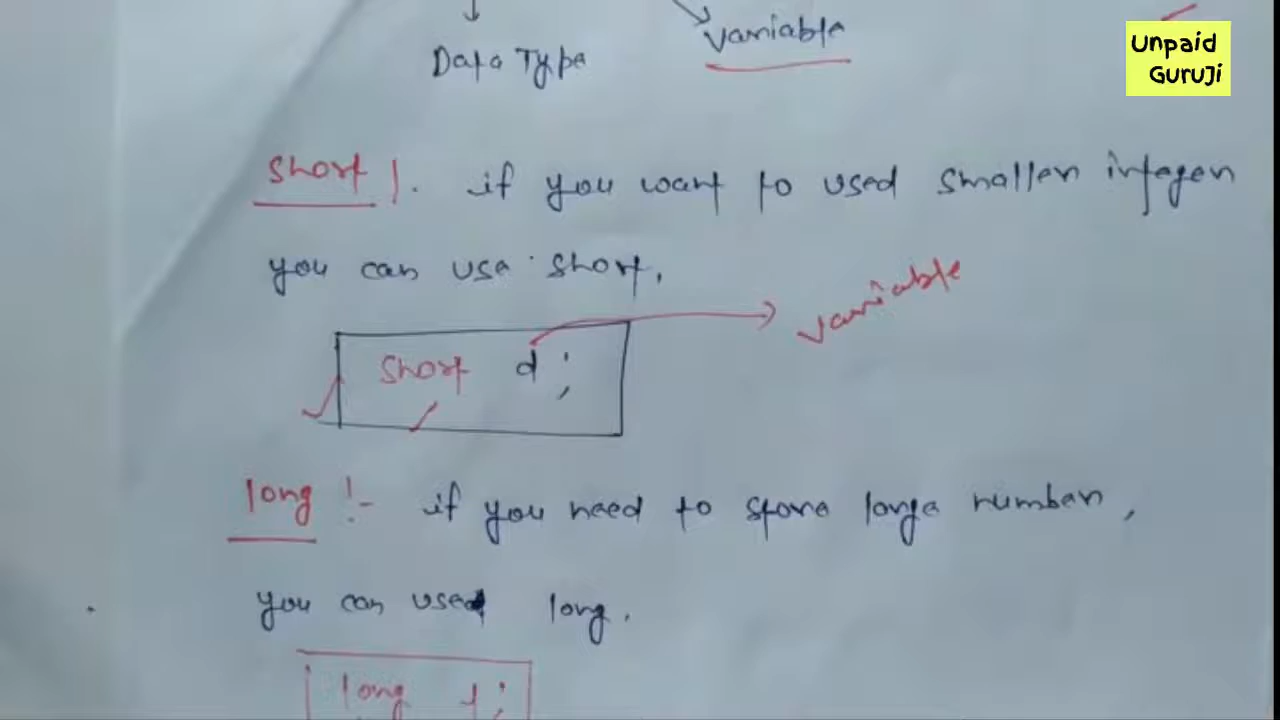 Data Type
variable
Unpaid
GuruJi
short !. if you want to used smaller integer
you can use short.
variable
short d ;
long !- if you need to store large number,
you can used long.
long